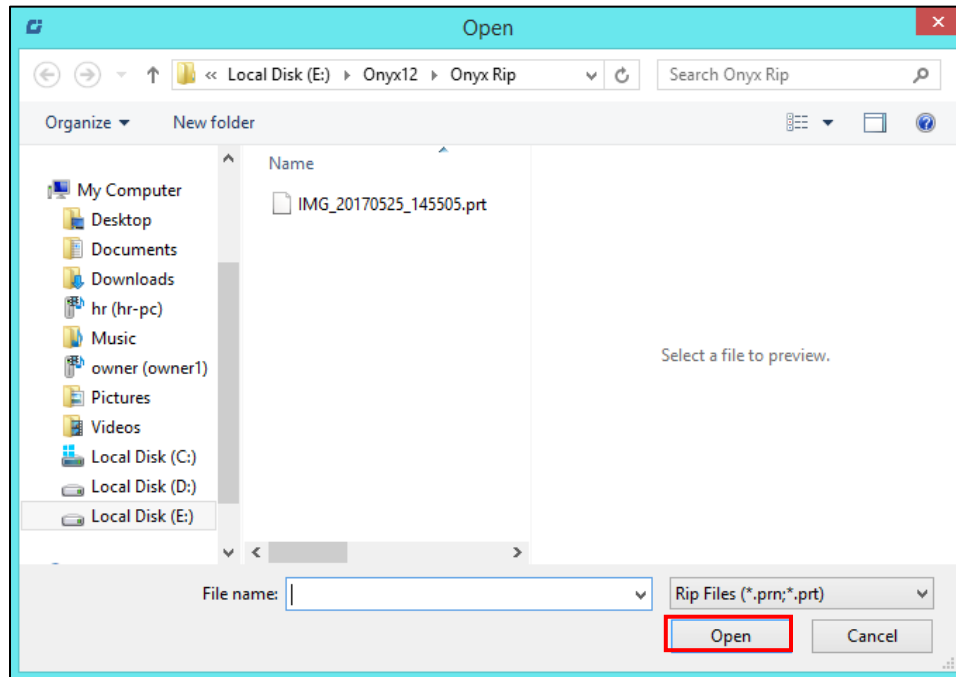 Open
« Local Disk (E:) ▸ Onyx12 ▸ Onyx Rip
Search Onyx Rip
Organize
New folder
Name
My Computer
IMG_20170525_145505.prt
Desktop
Documents
Downloads
hr (hr-pc)
Music
owner (owner1)
Pictures
Videos
Local Disk (C:)
Local Disk (D:)
Local Disk (E:)
Select a file to preview.
File name:
Rip Files (*.prn;*.prt)
Open
Cancel